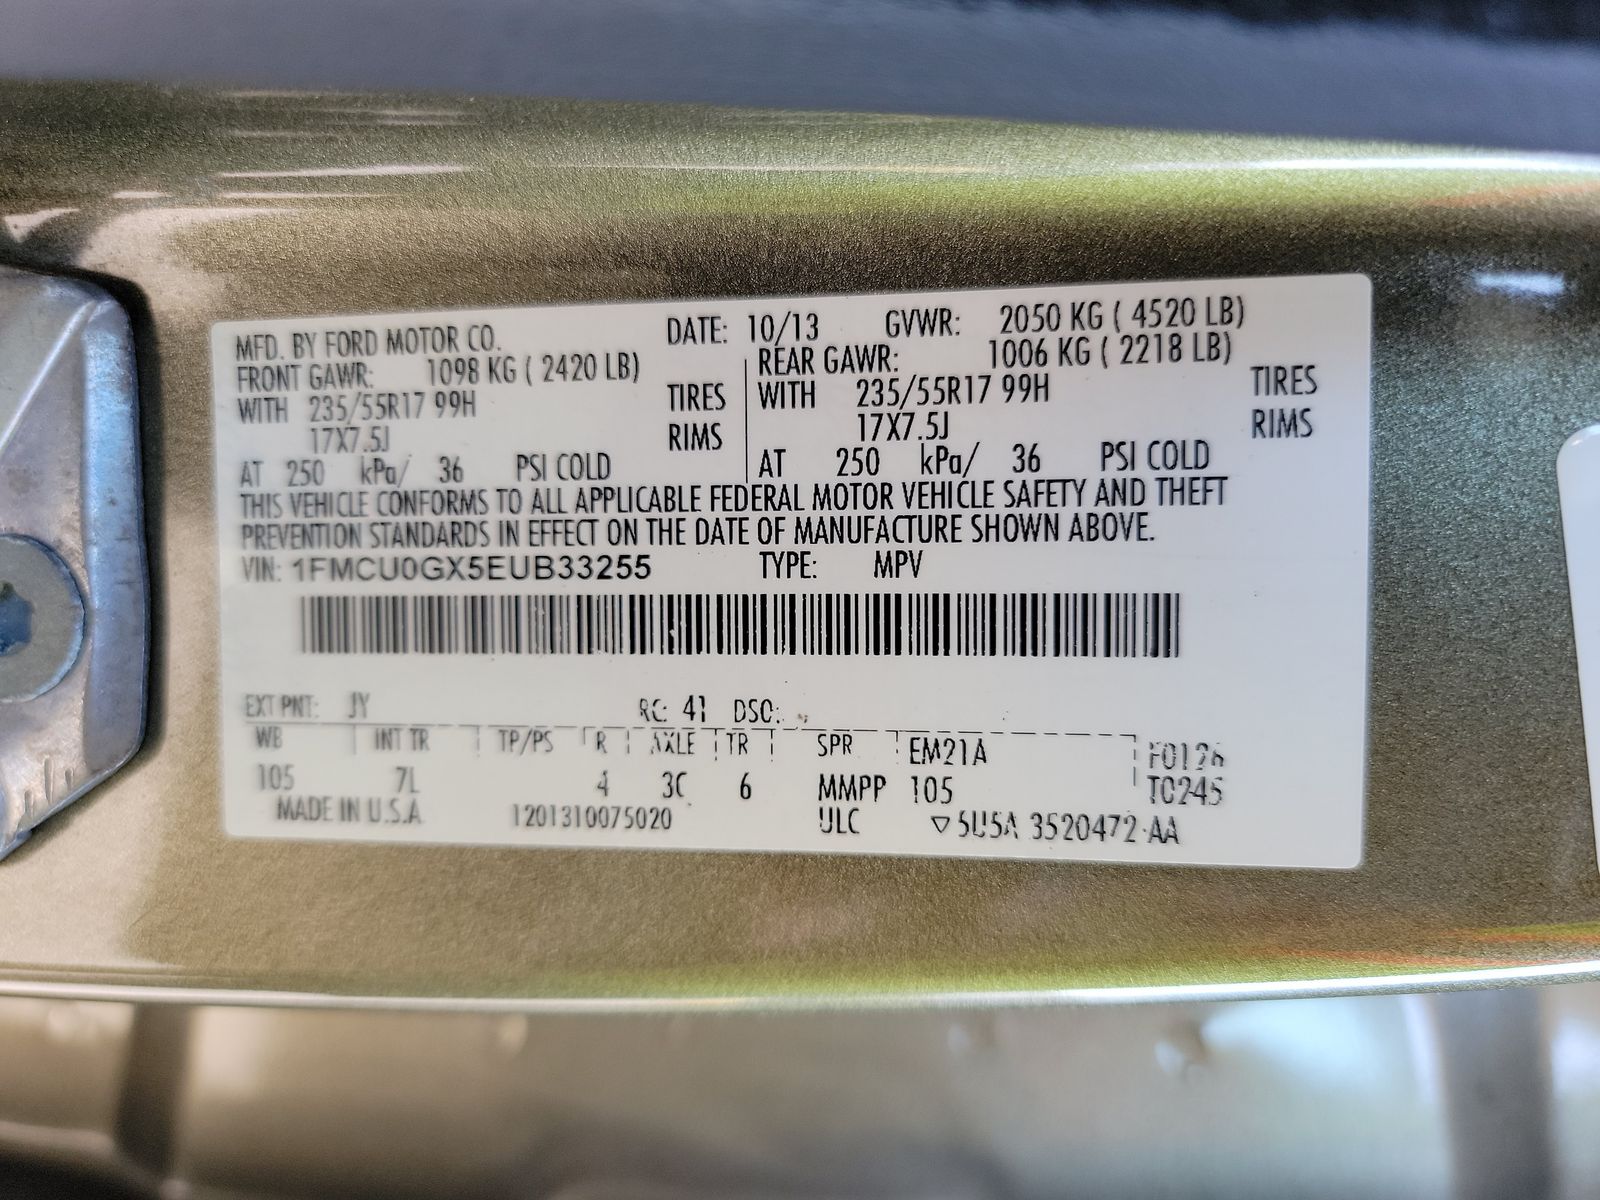 MFD. BY FORD MOTOR CO. DATE: 10/13 GVWR: 2050 KG ( 4520 LB)
FRONT GAWR: 1098 KG ( 2420 LB) REAR GAWR: 1006 KG ( 2218 LB)
WITH 235/55R17 99H TIRES WITH 235/55R17 99H TIRES
17X7.5J RIMS 17X7.5J RIMS
AT 250 kPa/ 36 PSI COLD AT 250 kPa/ 36 PSI COLD
THIS VEHICLE CONFORMS TO ALL APPLICABLE FEDERAL MOTOR VEHICLE SAFETY AND THEFT
PREVENTION STANDARDS IN EFFECT ON THE DATE OF MANUFACTURE SHOWN ABOVE.
VIN: 1FMCU0GX5EUB33255 TYPE: MPV
EXT PNT: JY RC: 41 DSO:
WB INT TR TP/PS R AXLE TR SPR EM21A F0126
105 7L 4 3C 6 MMPP 105 T0245
MADE IN U.S.A 1201310075020 ULC ▽ 5U5A 3520472-AA